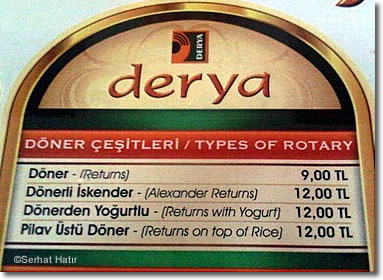 DERYA
derya
DÖNER ÇEŞİTLERİ / TYPES OF ROTARY
Döner - (Returns) 9,00 TL
Dönerli İskender - (Alexander Returns) 12,00 TL
Dönerden Yoğurtlu - (Returns with Yogurt) 12,00 TL
Pilav Üstü Döner - (Returns on top of Rice) 12,00 TL
©Serhat Hatır